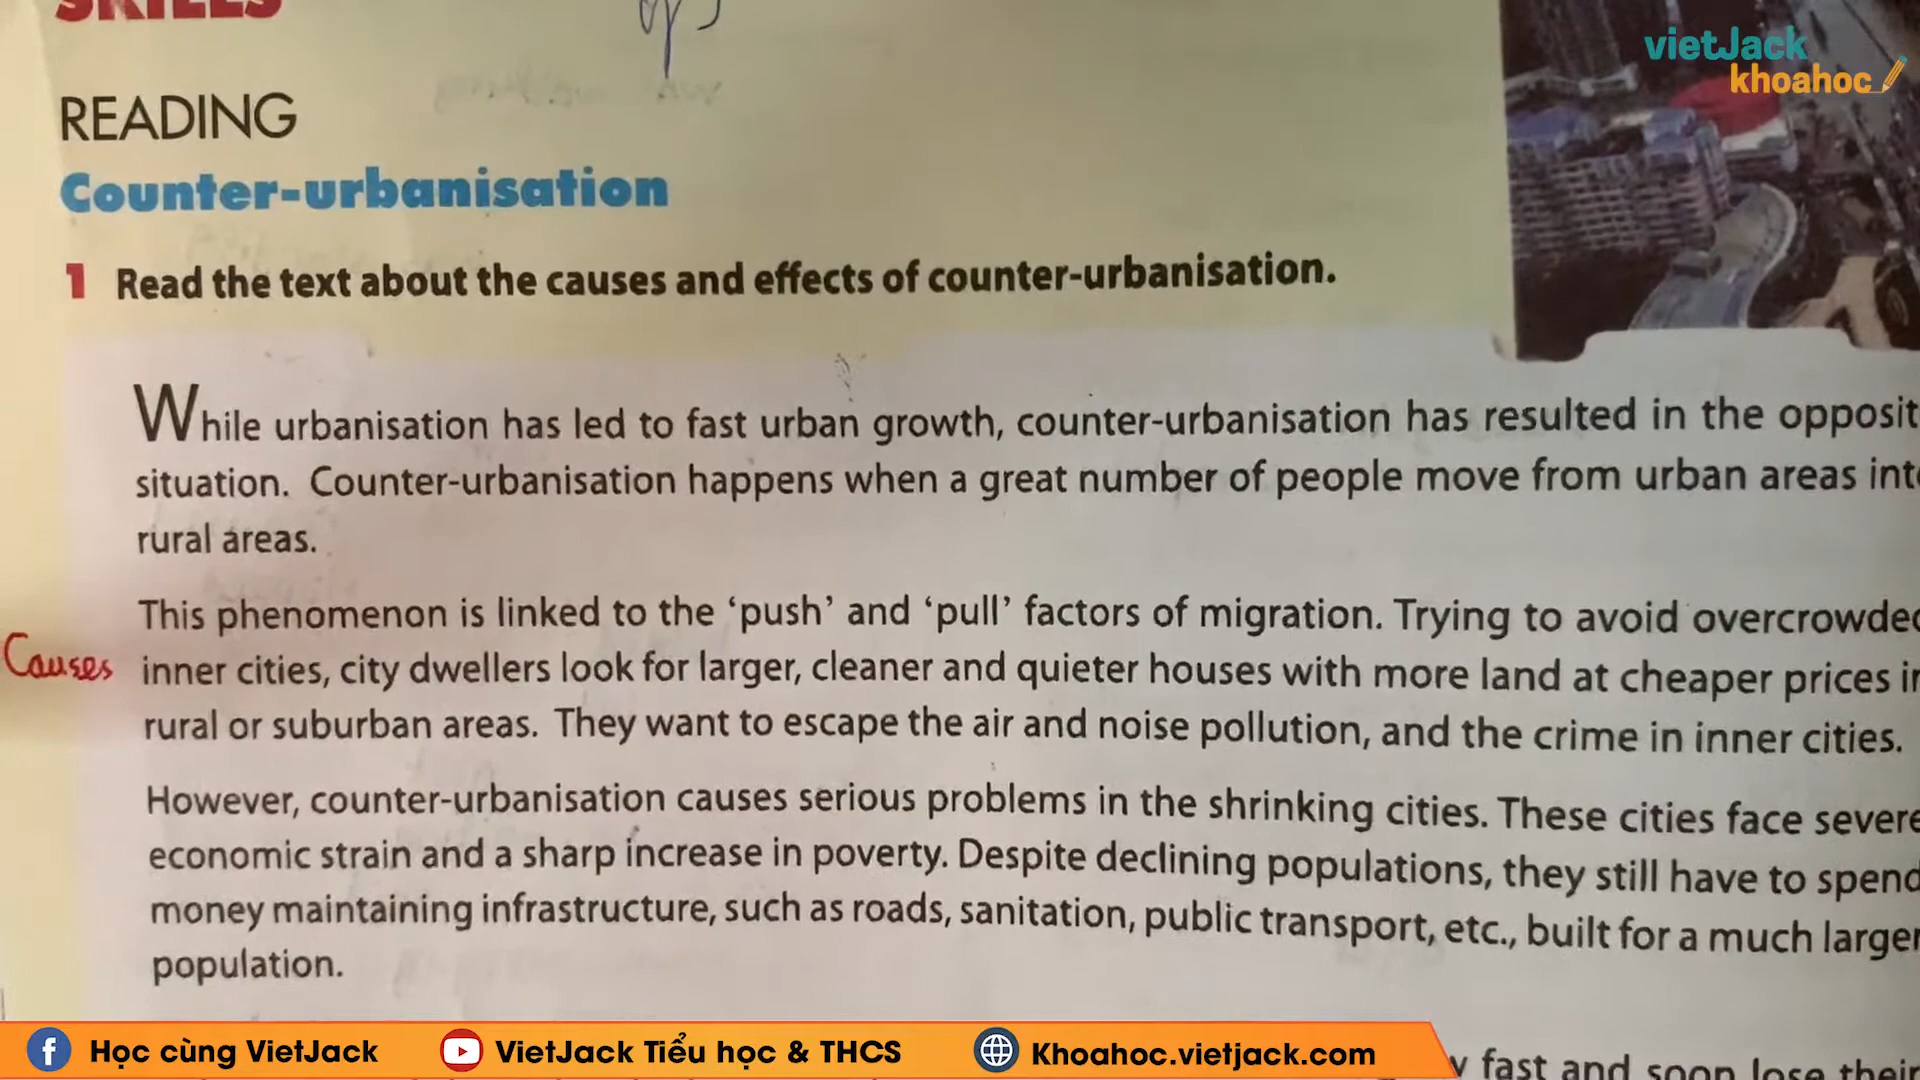 SKILLS
vietJack
khoahoc
READING
Counter-urbanisation
1 Read the text about the causes and effects of counter-urbanisation.
While urbanisation has led to fast urban growth, counter-urbanisation has resulted in the opposit
situation. Counter-urbanisation happens when a great number of people move from urban areas int
rural areas.
This phenomenon is linked to the ‘push’ and ‘pull’ factors of migration. Trying to avoid overcrowded
Causes
inner cities, city dwellers look for larger, cleaner and quieter houses with more land at cheaper prices in
rural or suburban areas. They want to escape the air and noise pollution, and the crime in inner cities.
However, counter-urbanisation causes serious problems in the shrinking cities. These cities face severe
economic strain and a sharp increase in poverty. Despite declining populations, they still have to spend
money maintaining infrastructure, such as roads, sanitation, public transport, etc., built for a much larger
population.
fast and soon lose their
Học cùng VietJack
VietJack Tiểu học & THCS
Khoahoc.vietjack.com